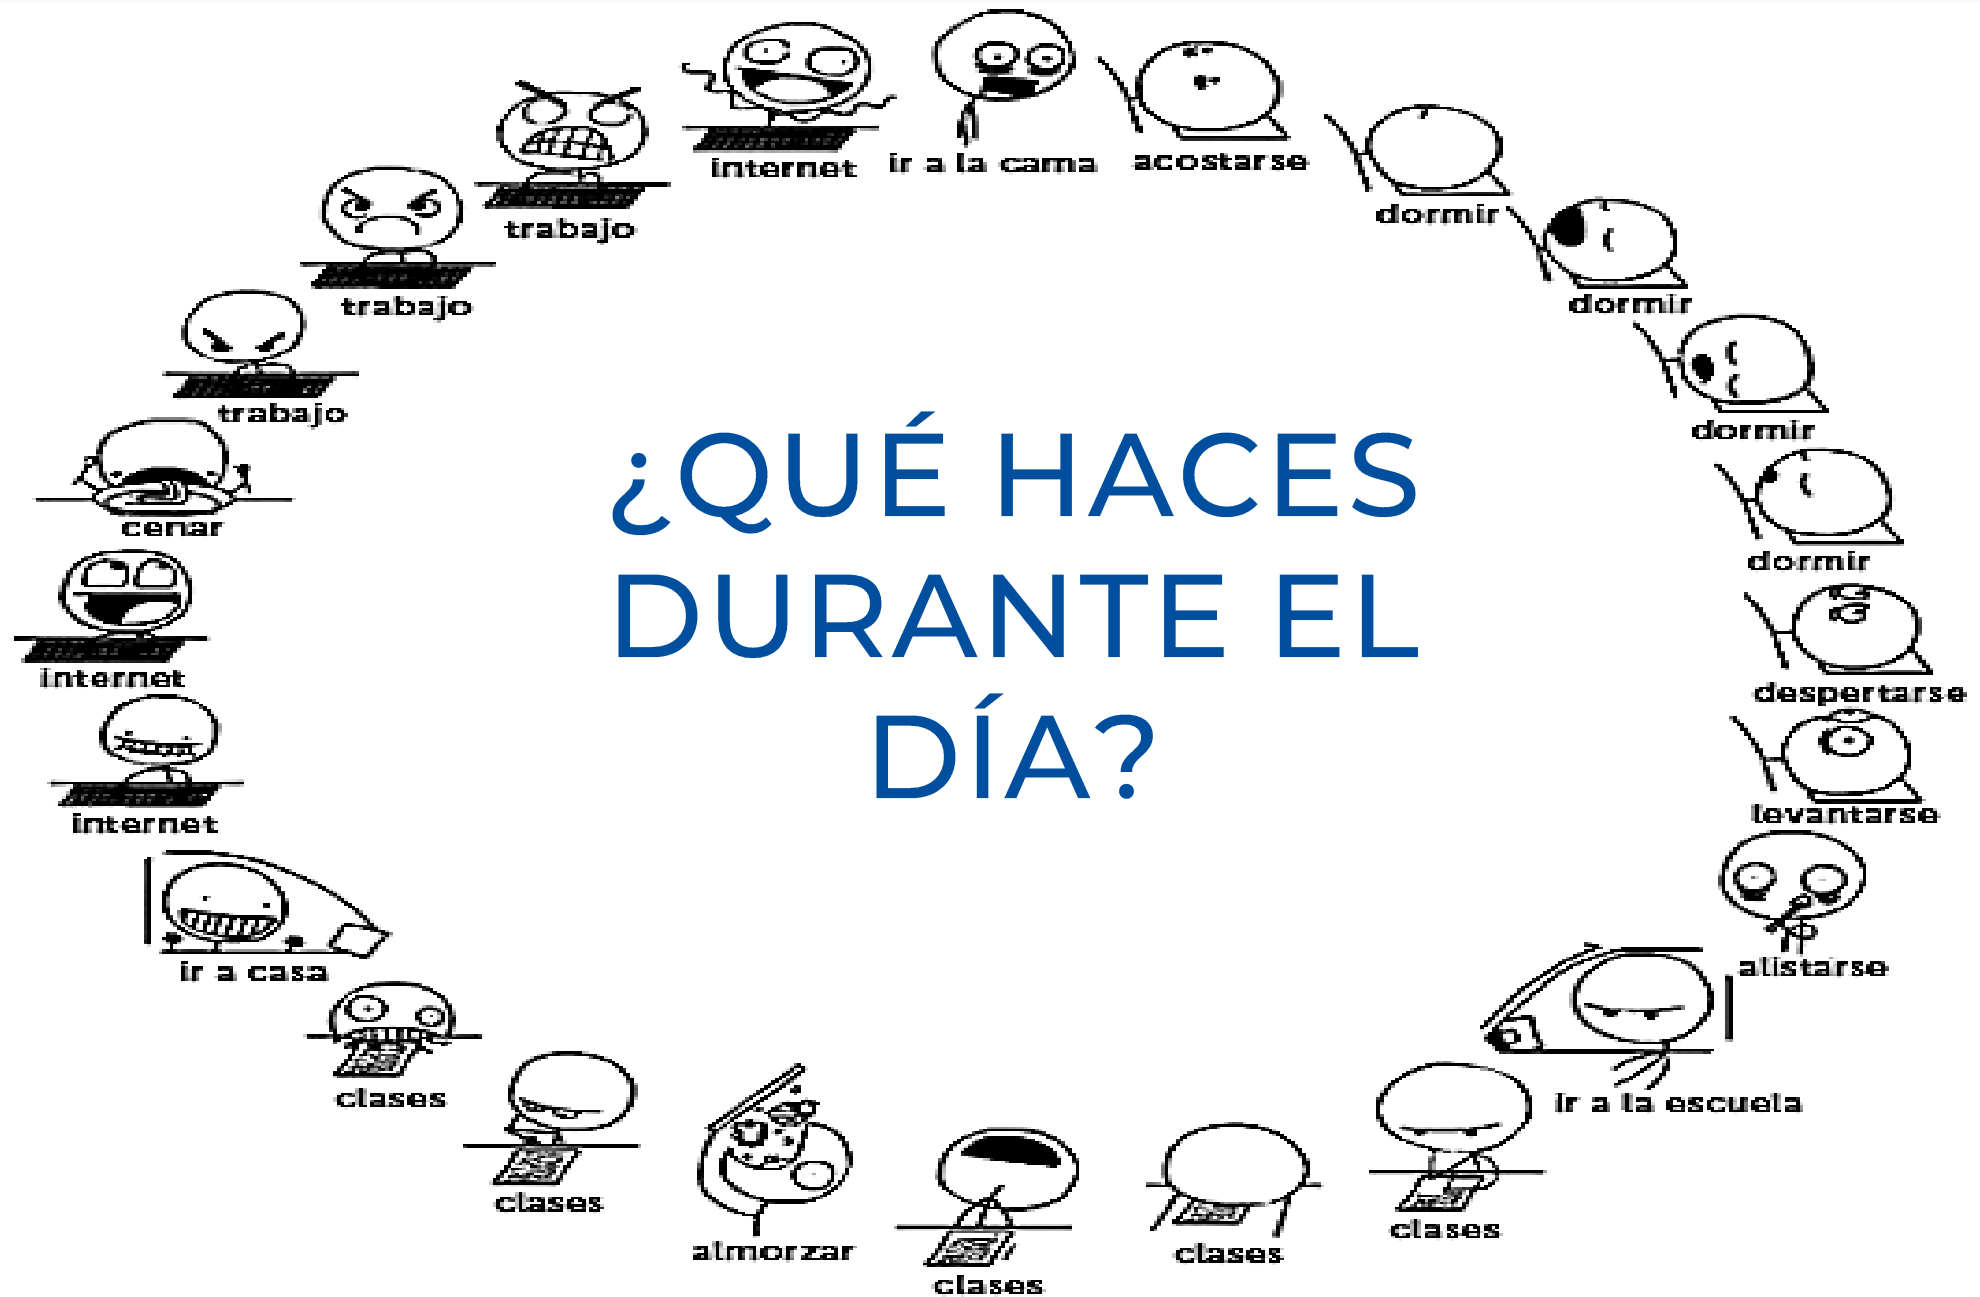 ¿QUÉ HACES
DURANTE EL
DÍA?
internet
ir a la cama
acostarse
dormir
dormir
dormir
dormir
despertarse
levantarse
alistarse
ir a la escuela
clases
clases
clases
almorzar
clases
clases
ir a casa
internet
internet
cenar
trabajo
trabajo
trabajo